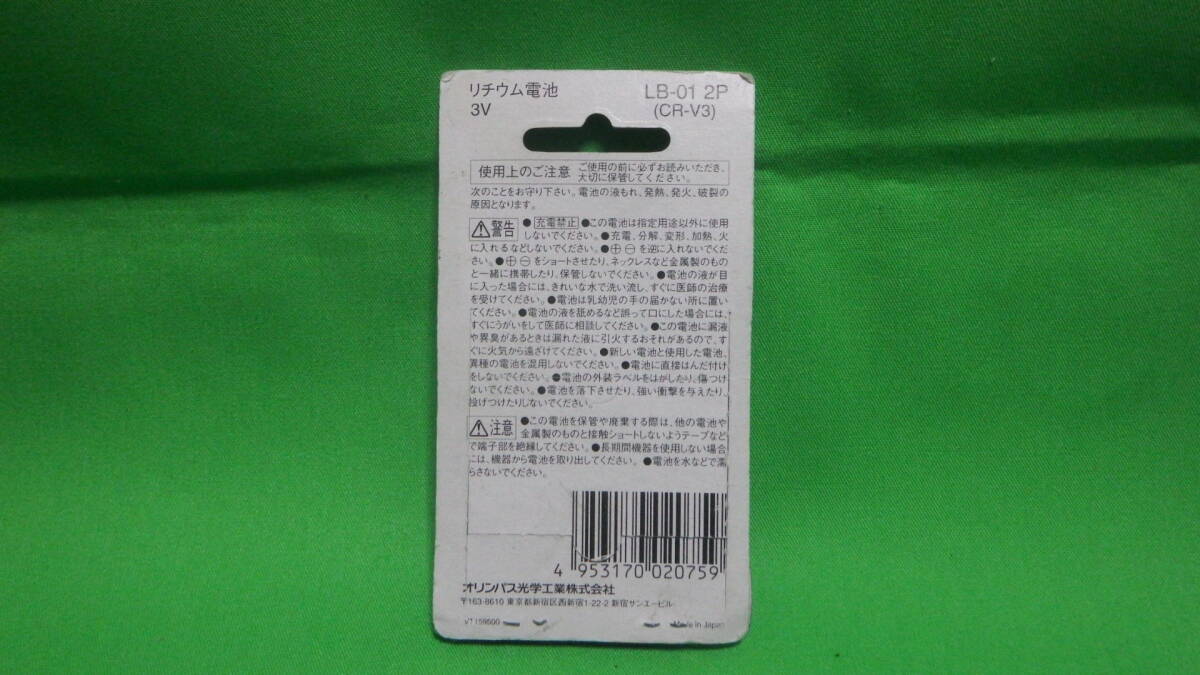 リチウム電池
3V
LB-01 2P
(CR-V3)
使用上のご注意
ご使用の前に必ずお読みいただき、
大切に保管してください。
次のことをお守り下さい。電池の液もれ、発熱、発火、破裂の
原因となります。
⚠警告 ●充電禁止●この電池は指定用途以外に使用
しないでください。●充電、分解、変形、加熱、火
に入れるなどしないでください。●⊕⊖を逆に入れないでくだ
さい。●⊕⊖をショートさせたり、ネックレスなど金属製のもの
と一緒に携帯したり、保管しないでください。●電池の液が目
に入った場合には、きれいな水で洗い流し、すぐに医師の治療
を受けてください。●電池は乳幼児の手の届かない所に置い
てください。●電池の液を舐めるなど誤って口にした場合には、
すぐにうがいをして医師に相談してください。●この電池に漏液
や異臭があるときは漏れた液に引火するおそれがあるので、す
ぐに火気から遠ざけてください。●新しい電池と使用した電池、
異種の電池を混用しないでください。●電池に直接はんだ付け
をしないでください。●電池の外装ラベルをはがしたり、傷つけ
ないでください。●電池を落下させたり、強い衝撃を与えたり、
投げつけたりしないでください。
⚠注意 ●この電池を保管や廃棄する際は、他の電池や
金属製のものと接触ショートしないようテープなど
で端子部を絶縁してください。●長期間機器を使用しない場合
には、機器から電池を取り出してください。●電池を水などで濡
らさないでください。
4 953170 020759
オリンパス光学工業株式会社
〒163-8610 東京都新宿区西新宿1-22-2 新宿サンエービル
VT159500
Made in Japan